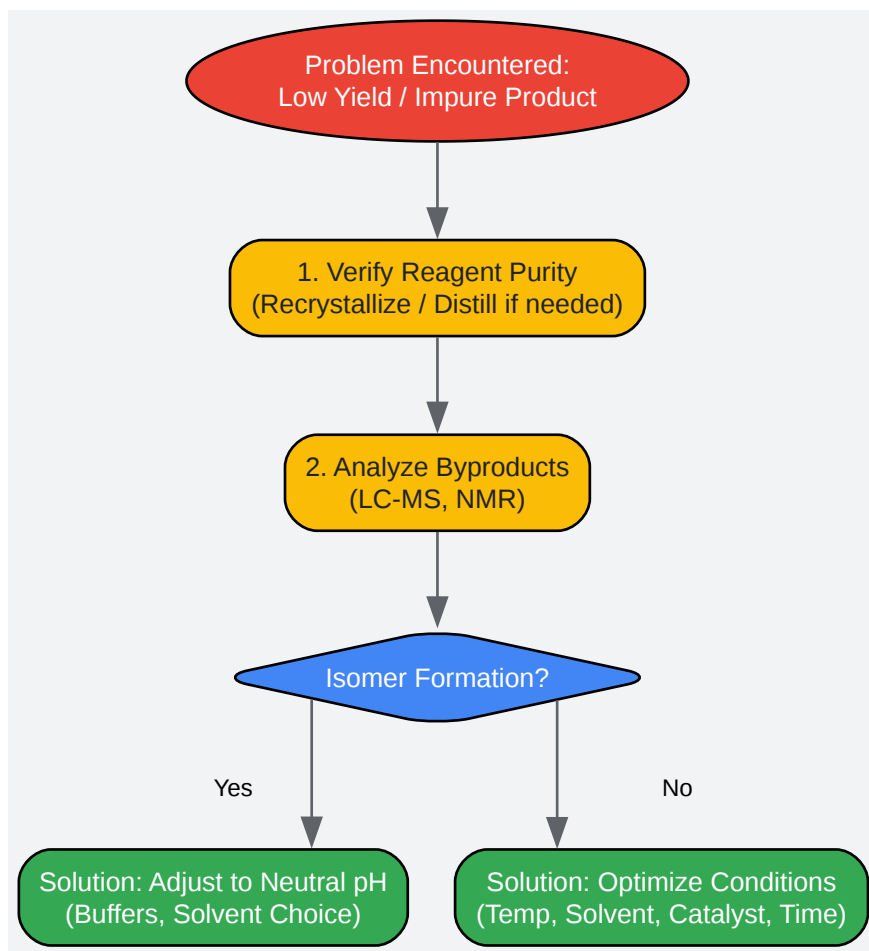 Problem Encountered:
Low Yield / Impure Product
1. Verify Reagent Purity
(Recrystallize / Distill if needed)
2. Analyze Byproducts
(LC-MS, NMR)
Isomer Formation?
Yes
No
Solution: Adjust to Neutral pH
(Buffers, Solvent Choice)
Solution: Optimize Conditions
(Temp, Solvent, Catalyst, Time)